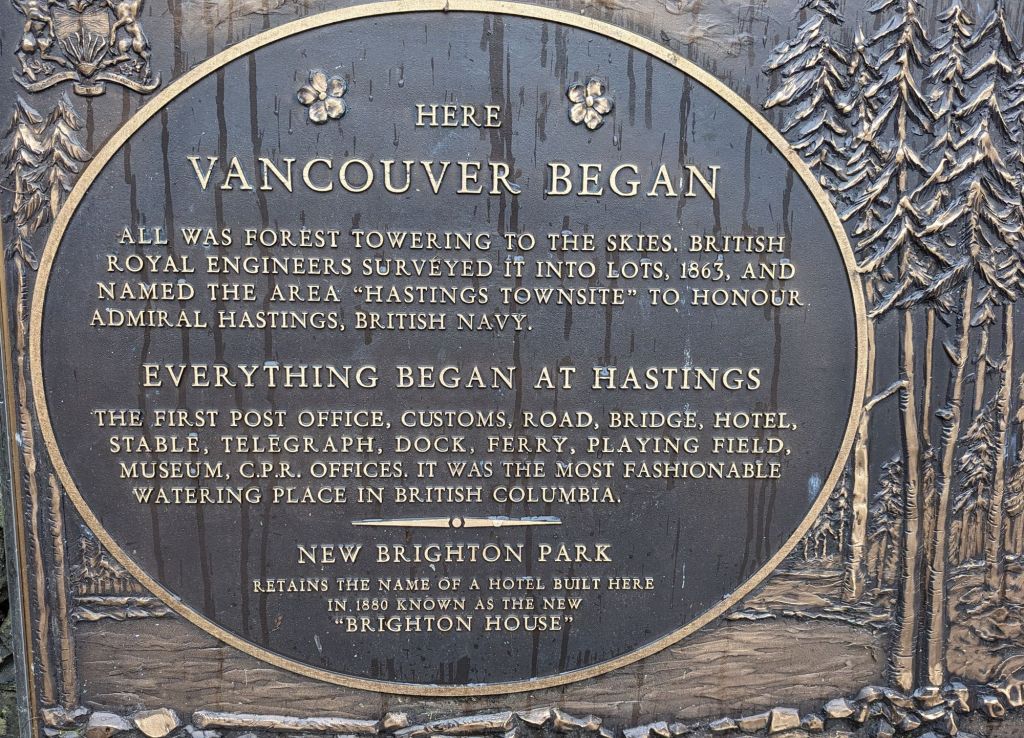 HERE
VANCOUVER BEGAN
ALL WAS FOREST TOWERING TO THE SKIES. BRITISH
ROYAL ENGINEERS SURVEYED IT INTO LOTS, 1863, AND
NAMED THE AREA "HASTINGS TOWNSITE" TO HONOUR
ADMIRAL HASTINGS, BRITISH NAVY.
EVERYTHING BEGAN AT HASTINGS
THE FIRST POST OFFICE, CUSTOMS, ROAD, BRIDGE, HOTEL,
STABLE, TELEGRAPH, DOCK, FERRY, PLAYING FIELD,
MUSEUM, C.P.R. OFFICES. IT WAS THE MOST FASHIONABLE
WATERING PLACE IN BRITISH COLUMBIA.
NEW BRIGHTON PARK
RETAINS THE NAME OF A HOTEL BUILT HERE
IN 1880 KNOWN AS THE NEW
"BRIGHTON HOUSE"